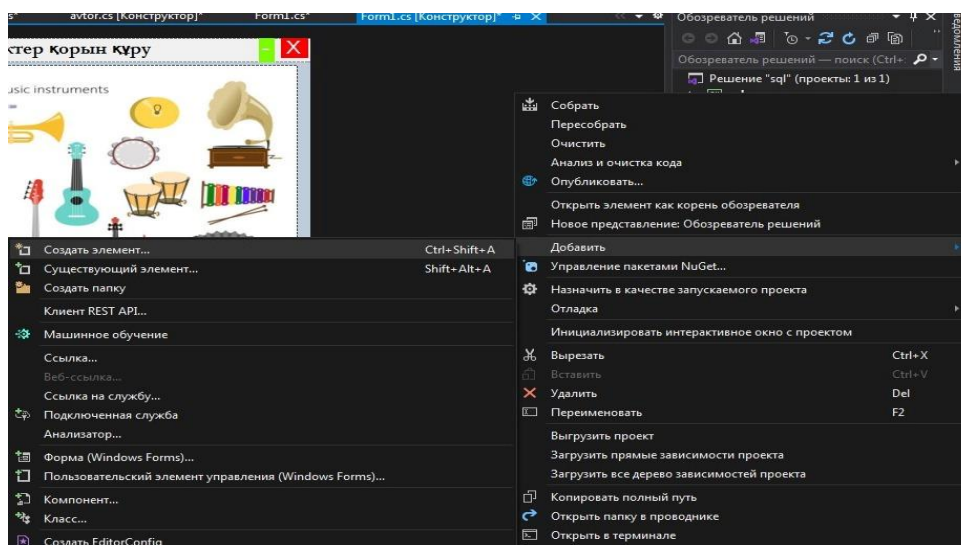 avtor.cs [Конструктор]*
Form1.cs*
Form1.cs [Конструктор]*
Обозреватель решений
ктер қорын құру
X
Обозреватель решений — поиск (Ctrl+
Решение "sql" (проекты: 1 из 1)
usic instruments
Собрать
Пересобрать
Очистить
Анализ и очистка кода
Опубликовать...
Открыть элемент как корень обозревателя
Новое представление: Обозреватель решений
Добавить
Управление пакетами NuGet...
Назначить в качестве запускаемого проекта
Отладка
Инициализировать интерактивное окно с проектом
Вырезать Ctrl+X
Вставить Ctrl+V
Удалить Del
Переименовать F2
Выгрузить проект
Загрузить прямые зависимости проекта
Загрузить все дерево зависимостей проекта
Копировать полный путь
Открыть папку в проводнике
Открыть в терминале
Создать элемент... Ctrl+Shift+A
Существующий элемент... Shift+Alt+A
Создать папку
Клиент REST API...
Машинное обучение
Ссылка...
Веб-ссылка...
Ссылка на службу...
Подключенная служба
Анализатор...
Форма (Windows Forms)...
Пользовательский элемент управления (Windows Forms)...
Компонент...
Класс...
Создать EditorConfig